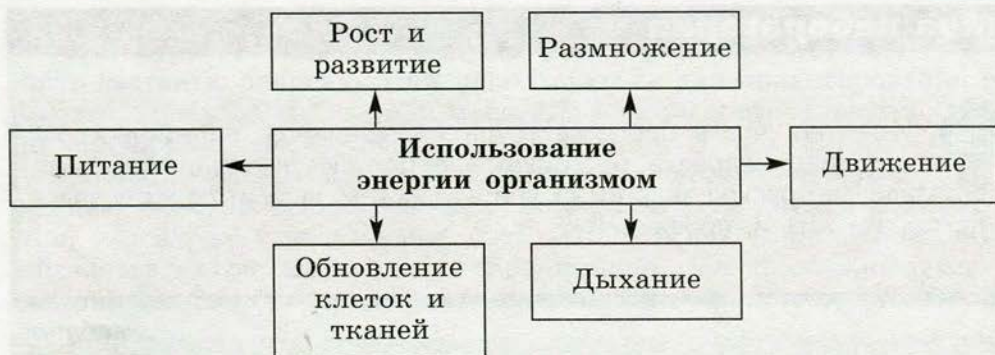 Рост и
развитие
Размножение
Питание
Использование
энергии организмом
Движение
Обновление
клеток и
тканей
Дыхание